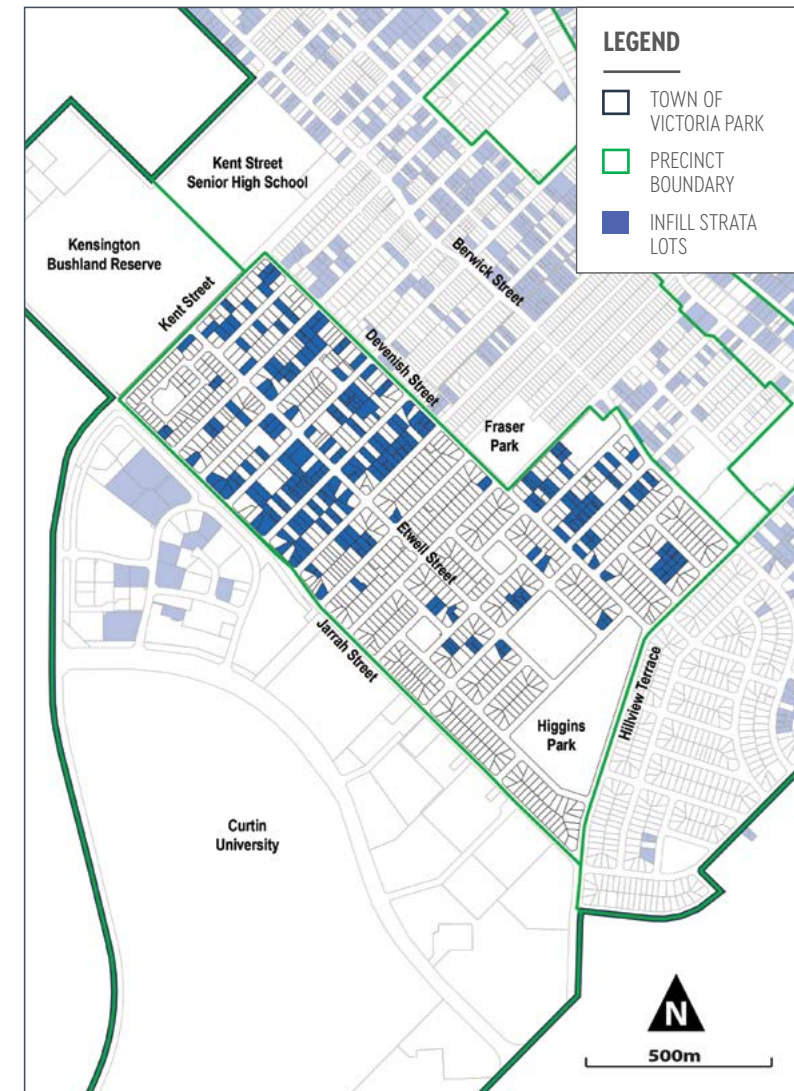 LEGEND
TOWN OF
VICTORIA PARK
PRECINCT
BOUNDARY
INFILL STRATA
LOTS
Kent Street
Senior High School
Kensington
Bushland Reserve
Berwick Street
Kent Street
Devenish Street
Fraser
Park
Etwell Street
Jarrah Street
Hillview Terrace
Higgins
Park
Curtin
University
N
500m